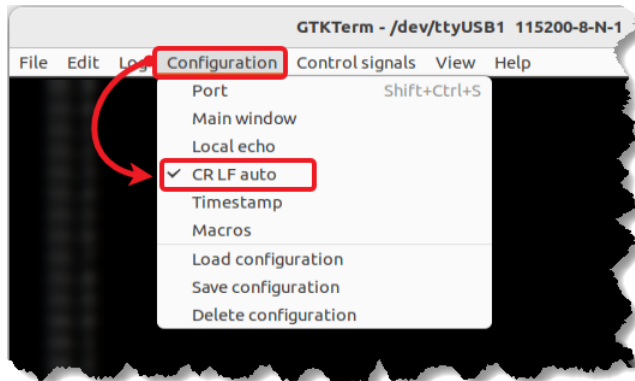 GTKTerm - /dev/ttyUSB1 115200-8-N-1
File Edit Log Configuration Control signals View Help
Port Shift+Ctrl+S
Main window
Local echo
✓ CR LF auto
Timestamp
Macros
Load configuration
Save configuration
Delete configuration